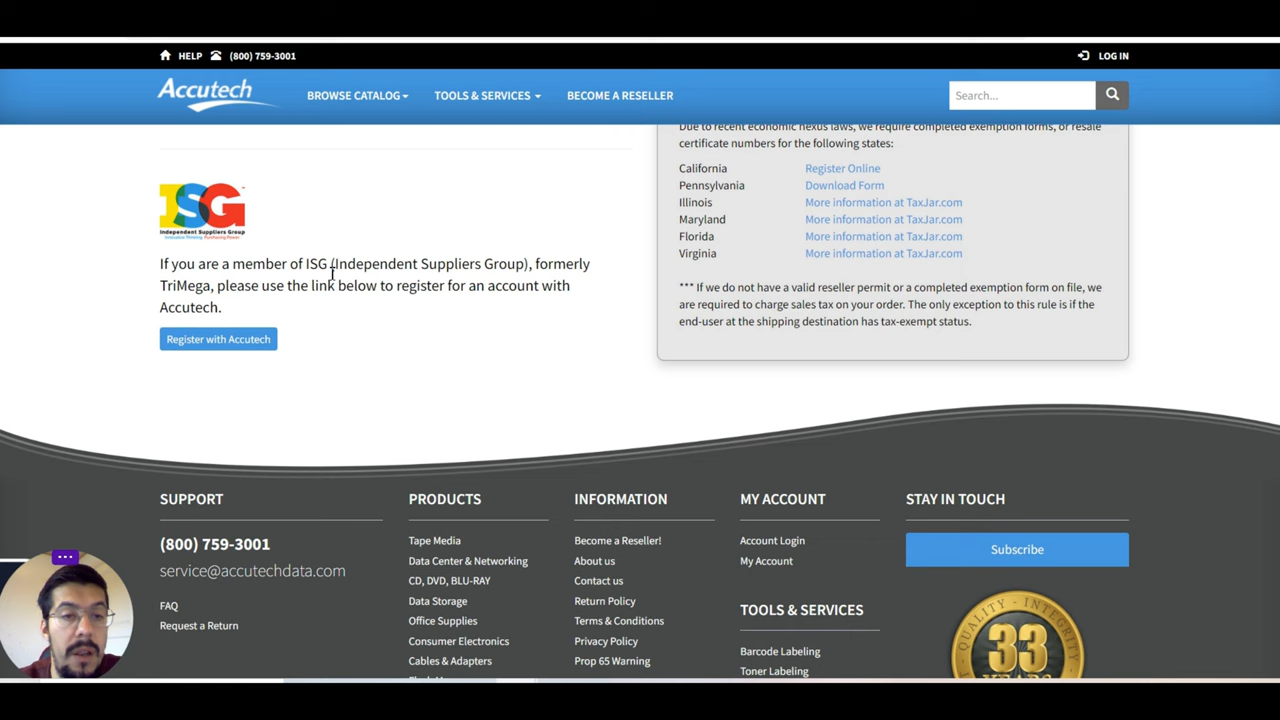 HELP (800) 759-3001 LOG IN
Accutech BROWSE CATALOG TOOLS & SERVICES BECOME A RESELLER Search...
ISG
Independent Suppliers Group
Innovative Thinking Purchasing Power
If you are a member of ISG (Independent Suppliers Group), formerly
TriMega, please use the link below to register for an account with
Accutech.
Register with Accutech
Due to recent economic nexus laws, we require completed exemption forms, or resale
certificate numbers for the following states:
California Register Online
Pennsylvania Download Form
Illinois More information at TaxJar.com
Maryland More information at TaxJar.com
Florida More information at TaxJar.com
Virginia More information at TaxJar.com
*** If we do not have a valid reseller permit or a completed exemption form on file, we
are required to charge sales tax on your order. The only exception to this rule is if the
end-user at the shipping destination has tax-exempt status.
SUPPORT
(800) 759-3001
service@accutechdata.com
FAQ
Request a Return
PRODUCTS
Tape Media
Data Center & Networking
CD, DVD, BLU-RAY
Data Storage
Office Supplies
Consumer Electronics
Cables & Adapters
INFORMATION
Become a Reseller!
About us
Contact us
Return Policy
Terms & Conditions
Privacy Policy
Prop 65 Warning
MY ACCOUNT
Account Login
My Account
TOOLS & SERVICES
Barcode Labeling
Toner Labeling
STAY IN TOUCH
Subscribe
QUALITY - INTEGRITY
33
YEARS